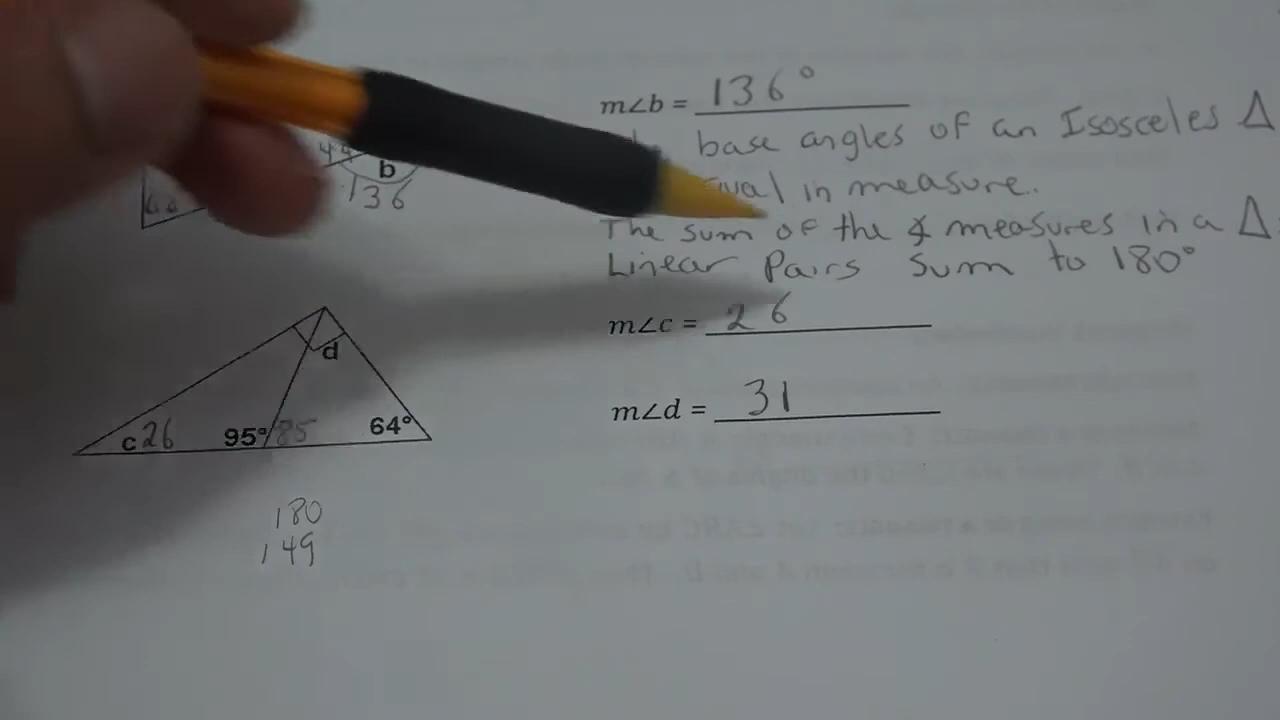 m∠b = 136°
base angles of an Isosceles Δ
in measure.
The sum of the ∡ measures in a Δ
Linear Pairs Sum to 180°
44
b
136
m∠c = 26
d
m∠d = 31
c 26 95° 85 64°
180
149